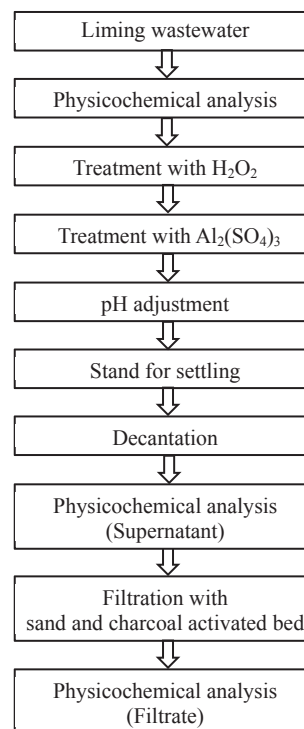 Liming wastewater
Physicochemical analysis
Treatment with H₂O₂
Treatment with Al₂(SO₄)₃
pH adjustment
Stand for settling
Decantation
Physicochemical analysis
(Supernatant)
Filtration with
sand and charcoal activated bed
Physicochemical analysis
(Filtrate)